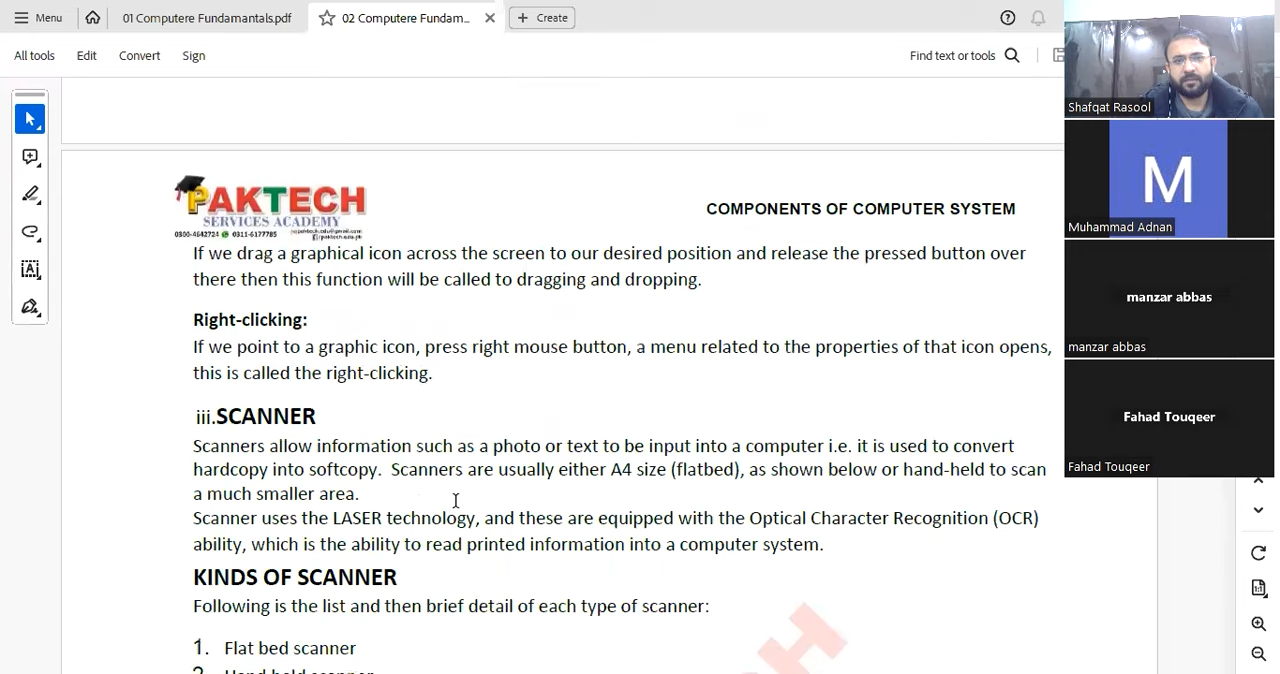 Menu
01 Computere Fundamantals.pdf
02 Computere Fundam...
Create
All tools
Edit
Convert
Sign
Find text or tools
PAKTECH
SERVICES ACADEMY
0300-4642724 0311-6177785
COMPONENTS OF COMPUTER SYSTEM
If we drag a graphical icon across the screen to our desired position and release the pressed button over
there then this function will be called to dragging and dropping.
Right-clicking:
If we point to a graphic icon, press right mouse button, a menu related to the properties of that icon opens,
this is called the right-clicking.
iii.SCANNER
Scanners allow information such as a photo or text to be input into a computer i.e. it is used to convert
hardcopy into softcopy.  Scanners are usually either A4 size (flatbed), as shown below or hand-held to scan
a much smaller area.
Scanner uses the LASER technology, and these are equipped with the Optical Character Recognition (OCR)
ability, which is the ability to read printed information into a computer system.
KINDS OF SCANNER
Following is the list and then brief detail of each type of scanner:
1. Flat bed scanner
Shafqat Rasool
M
Muhammad Adnan
manzar abbas
manzar abbas
Fahad Touqeer
Fahad Touqeer